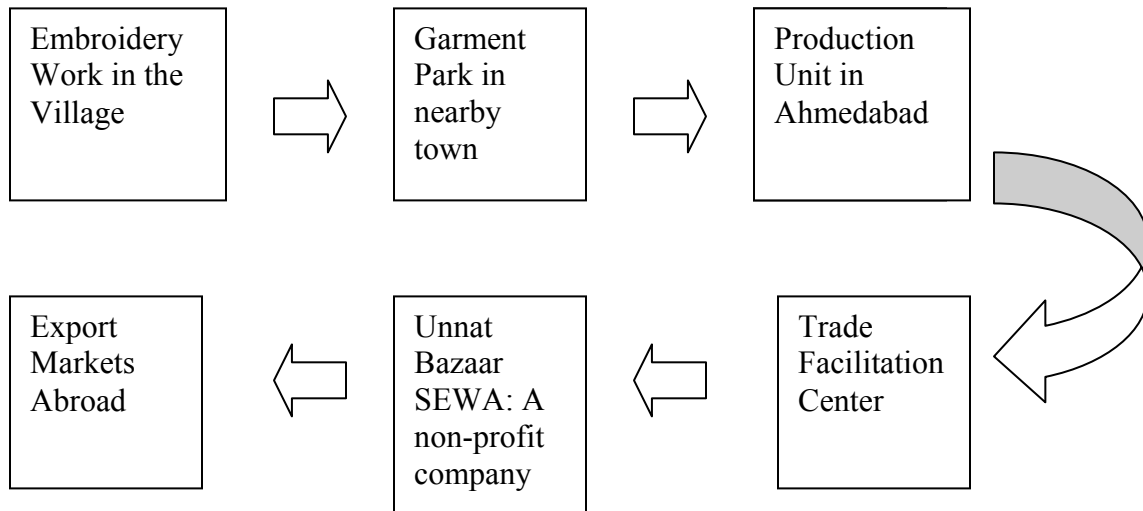 Embroidery
Work in the
Village
Garment
Park in
nearby
town
Production
Unit in
Ahmedabad
Trade
Facilitation
Center
Unnat
Bazaar
SEWA: A
non-profit
company
Export
Markets
Abroad